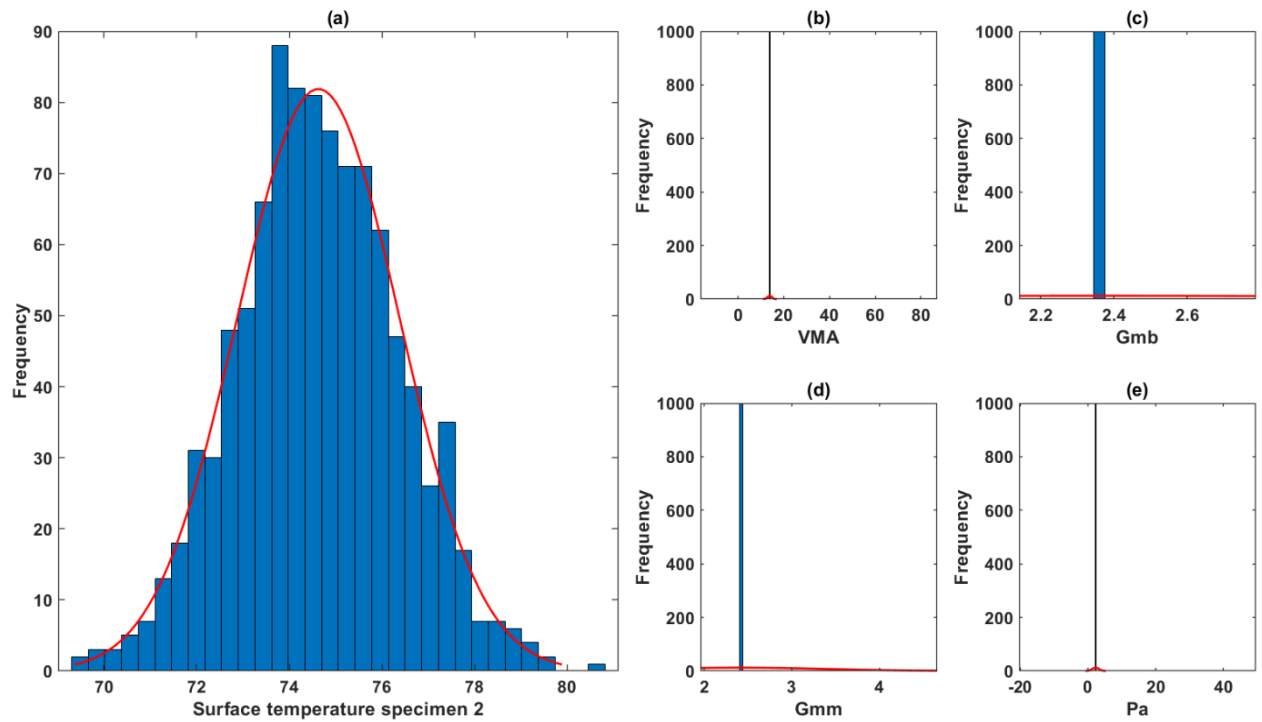 (a)
90
80
70
60
50
40
30
20
10
0
Frequency
70 72 74 76 78 80
Surface temperature specimen 2
(b)
1000
800
600
400
200
0
Frequency
0 20 40 60 80
VMA
(c)
1000
800
600
400
200
0
Frequency
2.2 2.4 2.6
Gmb
(d)
1000
800
600
400
200
0
Frequency
2 3 4
Gmm
(e)
1000
800
600
400
200
0
Frequency
-20 0 20 40
Pa